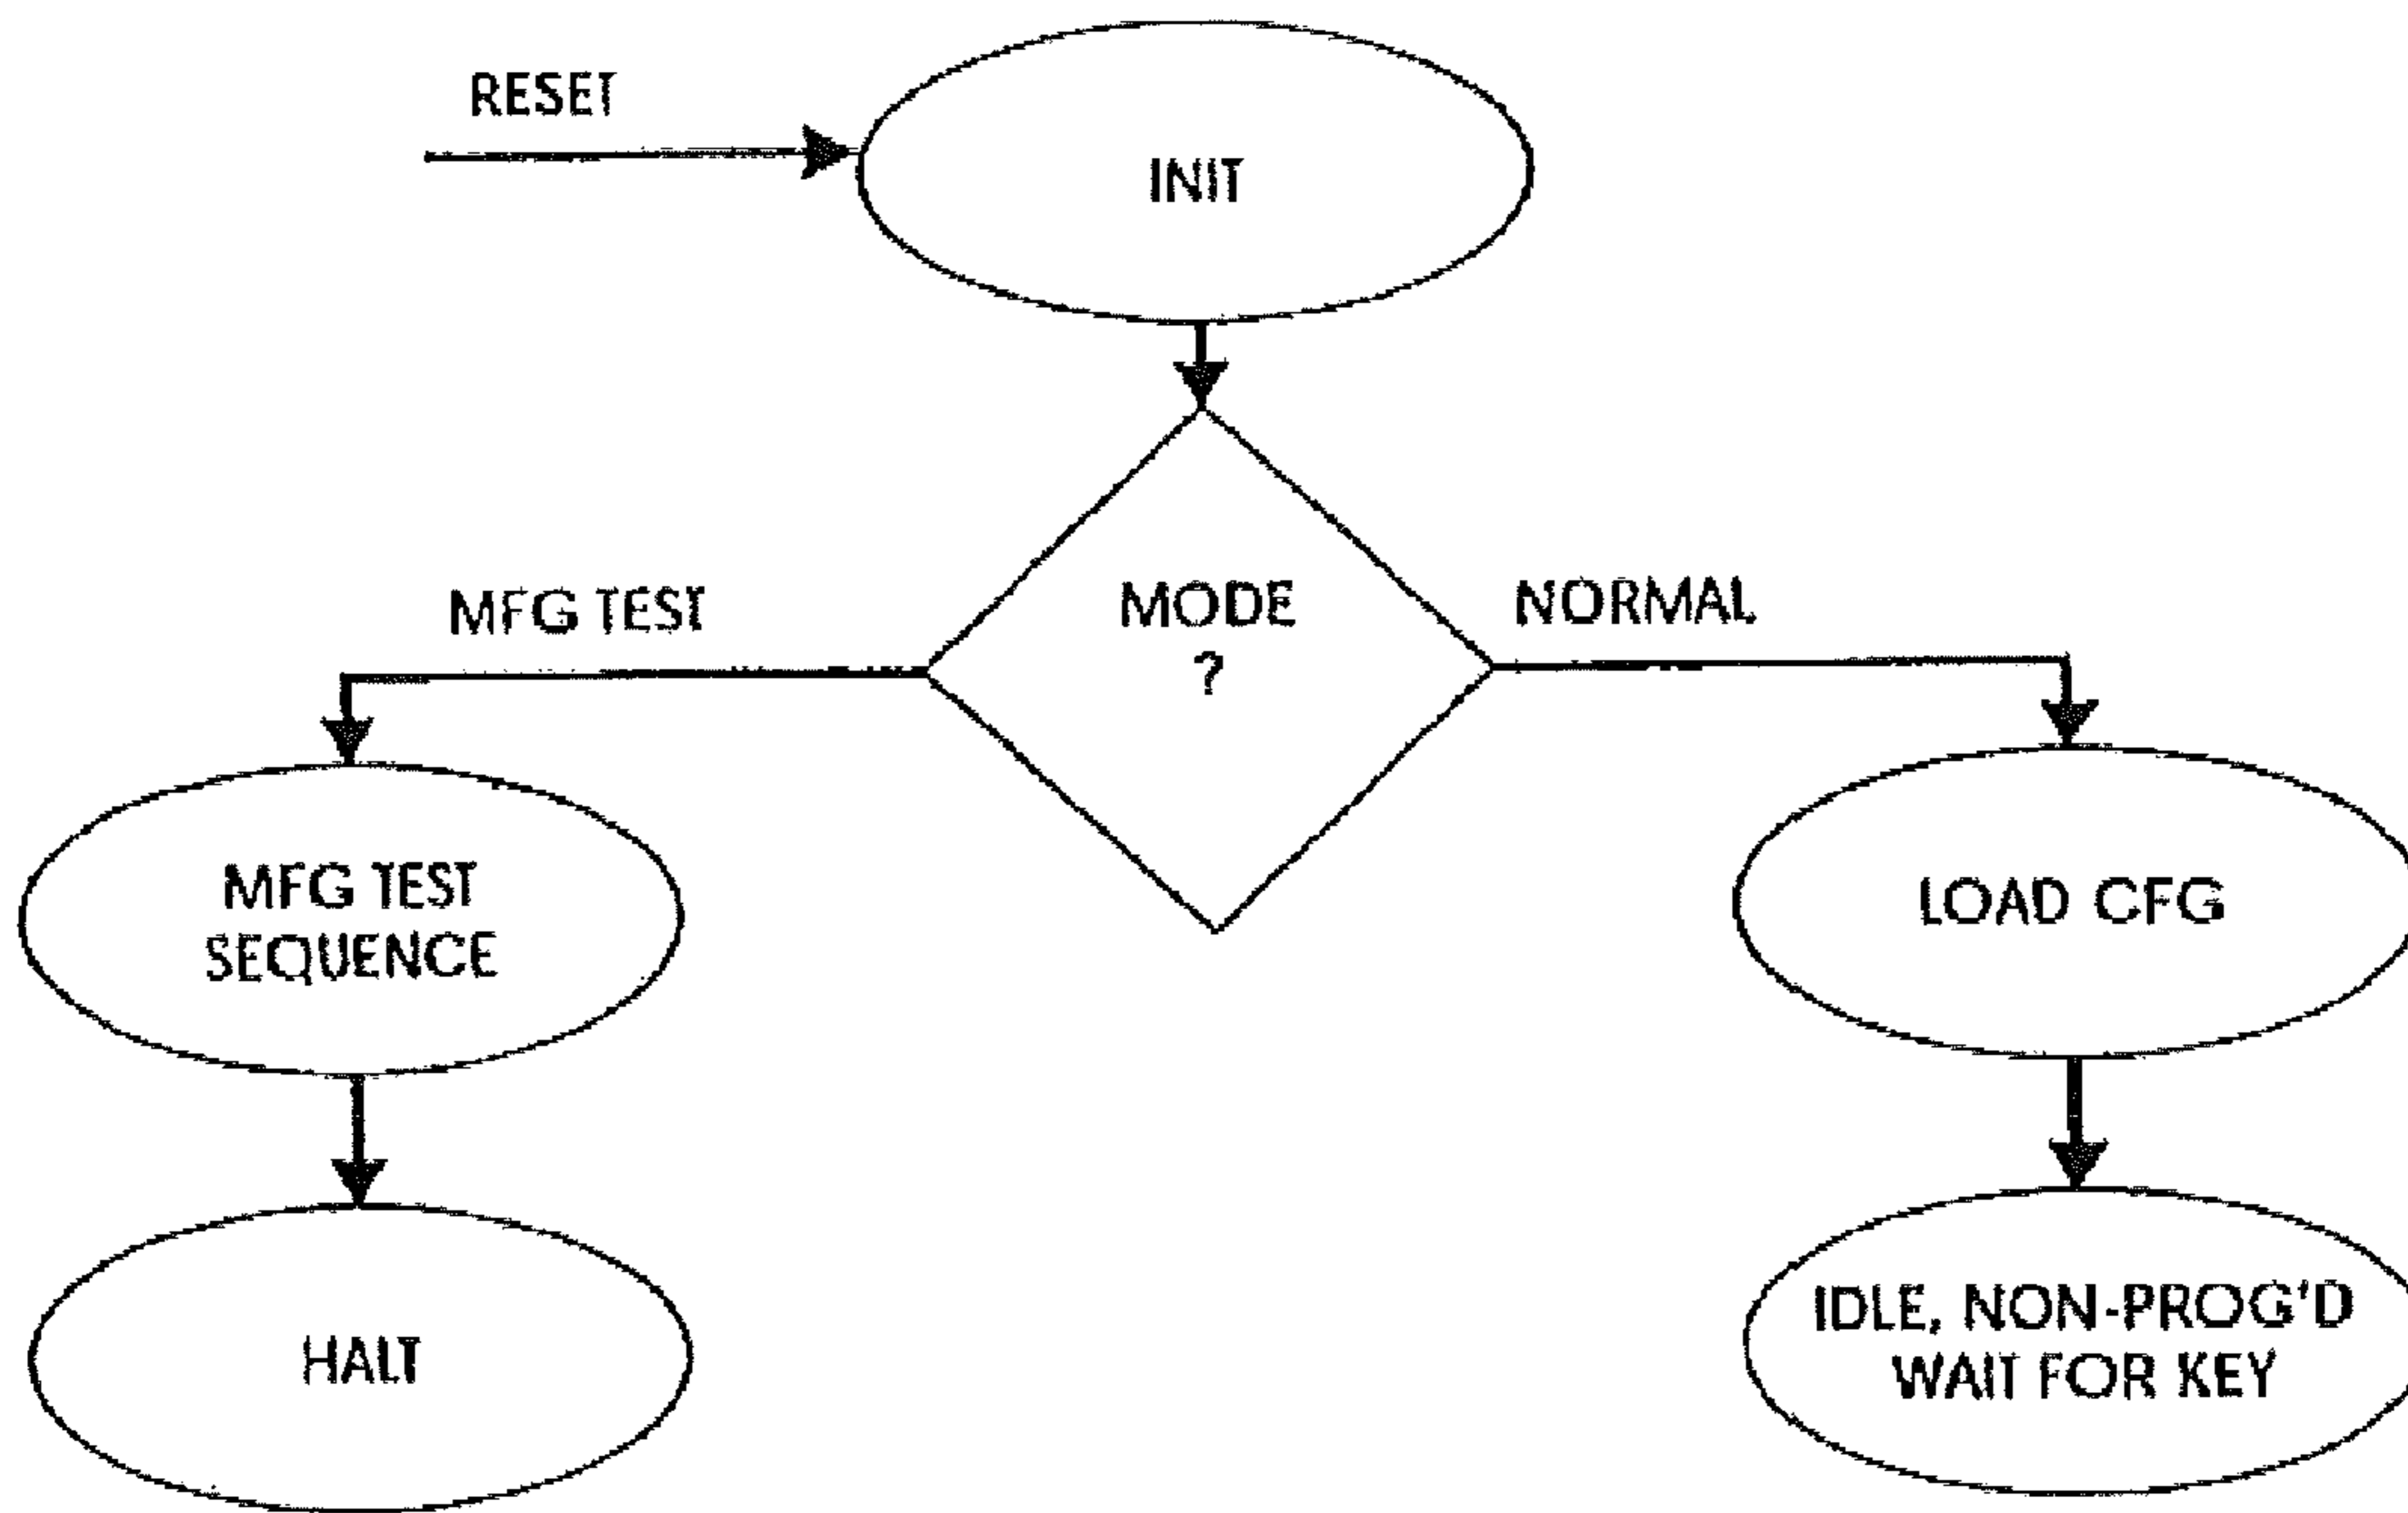 RESET
INIT
MODE
?
MFG TEST
NORMAL
MFG TEST
SEQUENCE
LOAD CFG
HALT
IDLE, NON-PROG'D
WAIT FOR KEY